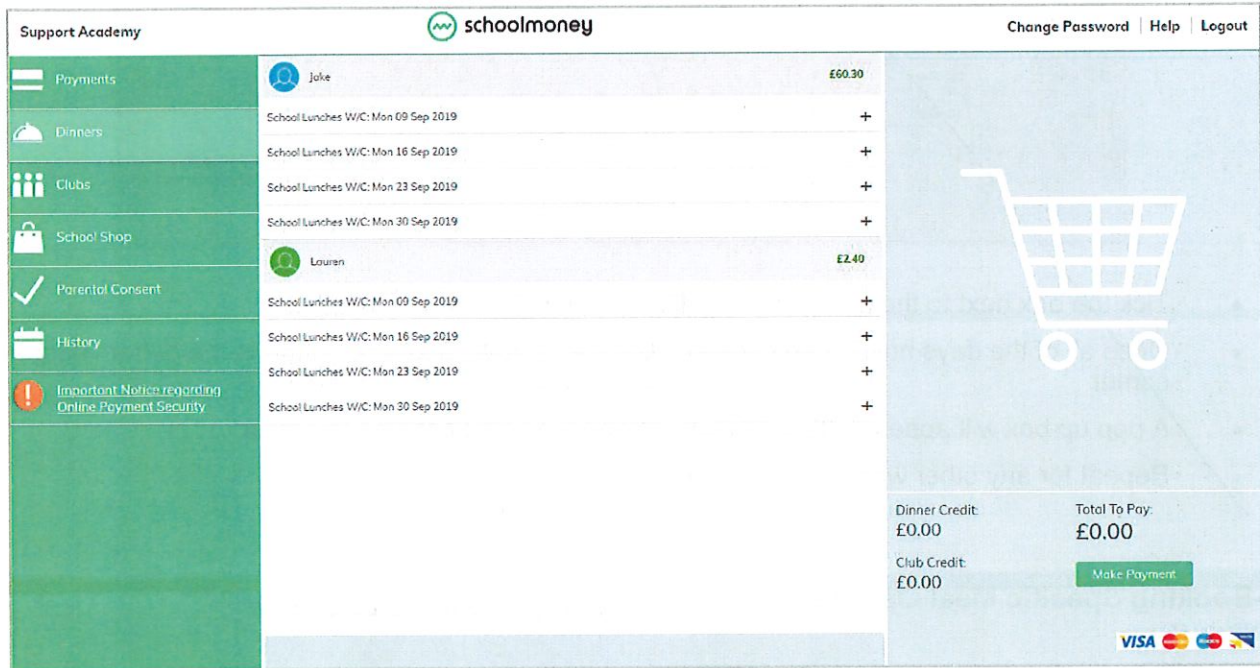 Support Academy
schoolmoney
Change Password | Help | Logout
Payments
Dinners
Clubs
School Shop
Parental Consent
History
Important Notice regarding
Online Payment Security
Jake £60.30
School Lunches W/C: Mon 09 Sep 2019 +
School Lunches W/C: Mon 16 Sep 2019 +
School Lunches W/C: Mon 23 Sep 2019 +
School Lunches W/C: Mon 30 Sep 2019 +
Lauren £2.40
School Lunches W/C: Mon 09 Sep 2019 +
School Lunches W/C: Mon 16 Sep 2019 +
School Lunches W/C: Mon 23 Sep 2019 +
School Lunches W/C: Mon 30 Sep 2019 +
Dinner Credit:
£0.00
Total To Pay:
£0.00
Club Credit:
£0.00
Make Payment
VISA